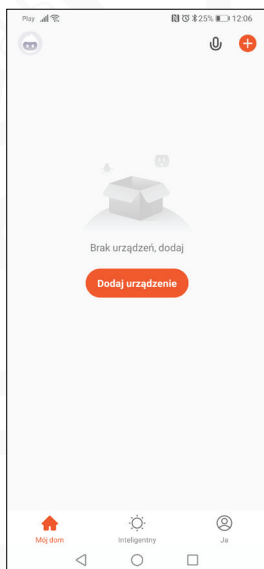 Play 25% 12:06
Brak urządzeń, dodaj
Dodaj urządzenie
Mój dom Inteligentny Ja